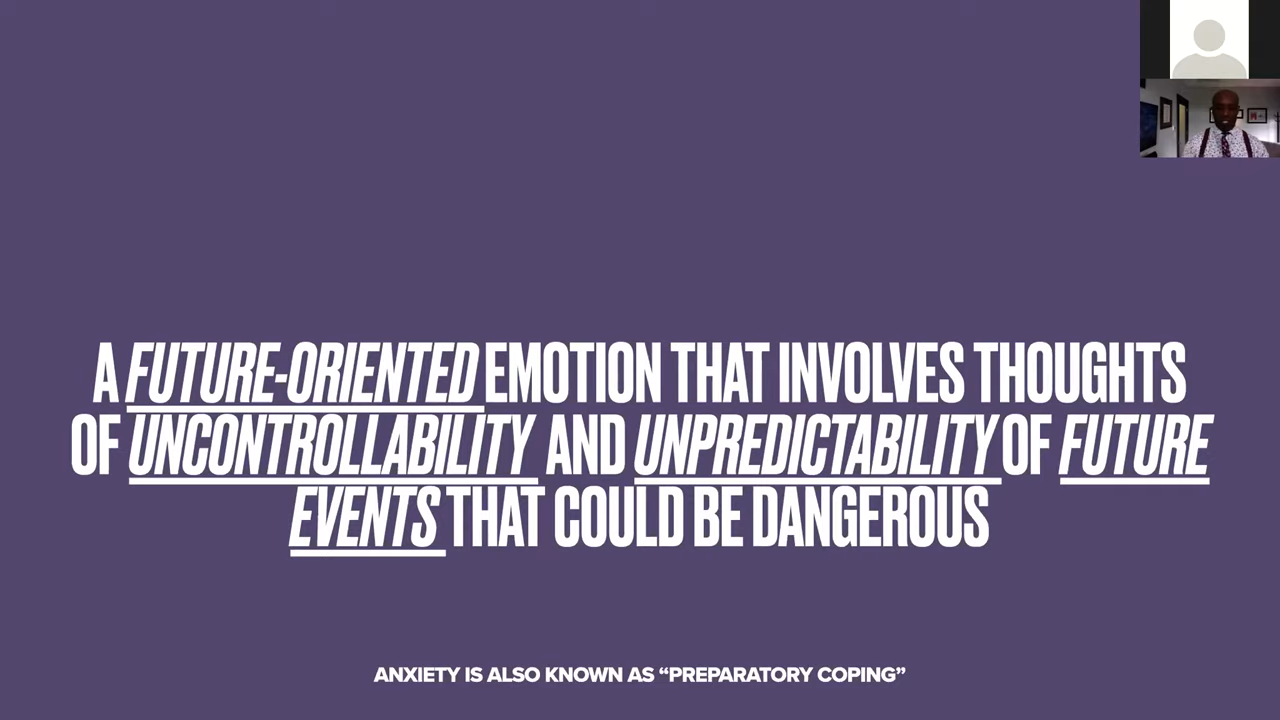 A FUTURE-ORIENTED EMOTION THAT INVOLVES THOUGHTS
OF UNCONTROLLABILITY AND UNPREDICTABILITY OF FUTURE
EVENTS THAT COULD BE DANGEROUS
ANXIETY IS ALSO KNOWN AS “PREPARATORY COPING”